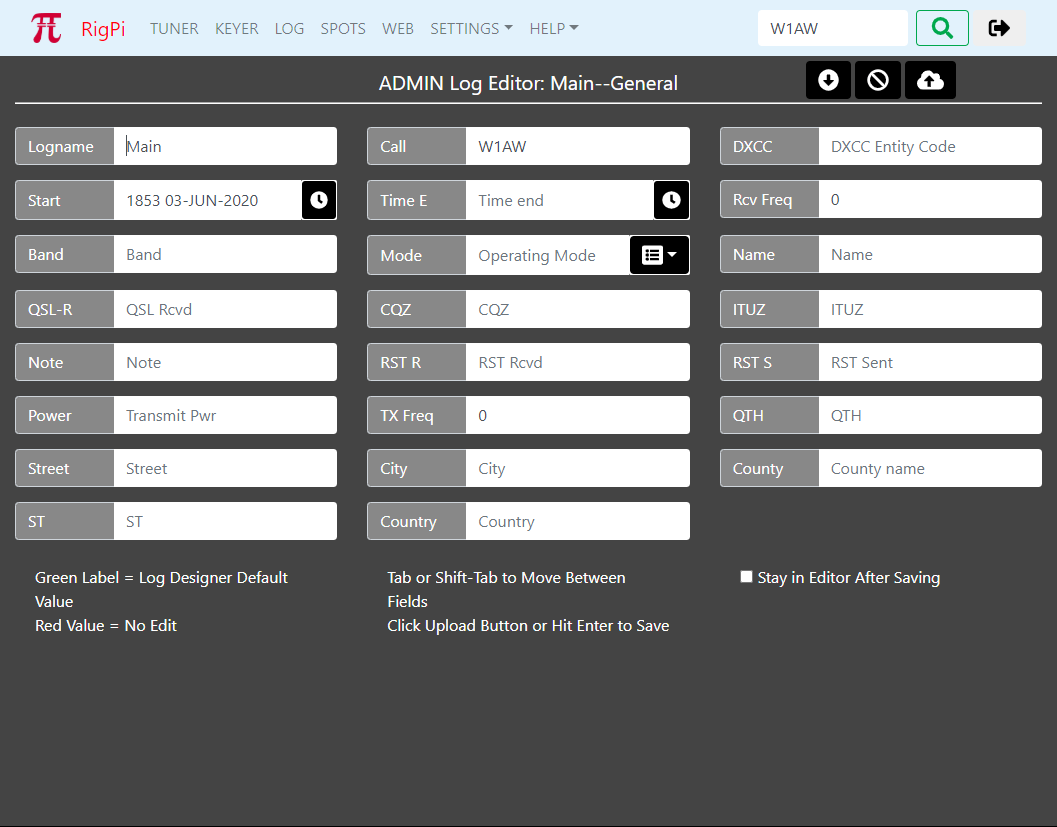 RigPi TUNER KEYER LOG SPOTS WEB SETTINGS HELP W1AW
ADMIN Log Editor: Main--General
Logname Main Call W1AW DXCC DXCC Entity Code
Start 1853 03-JUN-2020 Time E Time end Rcv Freq 0
Band Band Mode Operating Mode Name Name
QSL-R QSL Rcvd CQZ CQZ ITUZ ITUZ
Note Note RST R RST Rcvd RST S RST Sent
Power Transmit Pwr TX Freq 0 QTH QTH
Street Street City City County County name
ST ST Country Country
Green Label = Log Designer Default
Value
Red Value = No Edit
Tab or Shift-Tab to Move Between
Fields
Click Upload Button or Hit Enter to Save
Stay in Editor After Saving